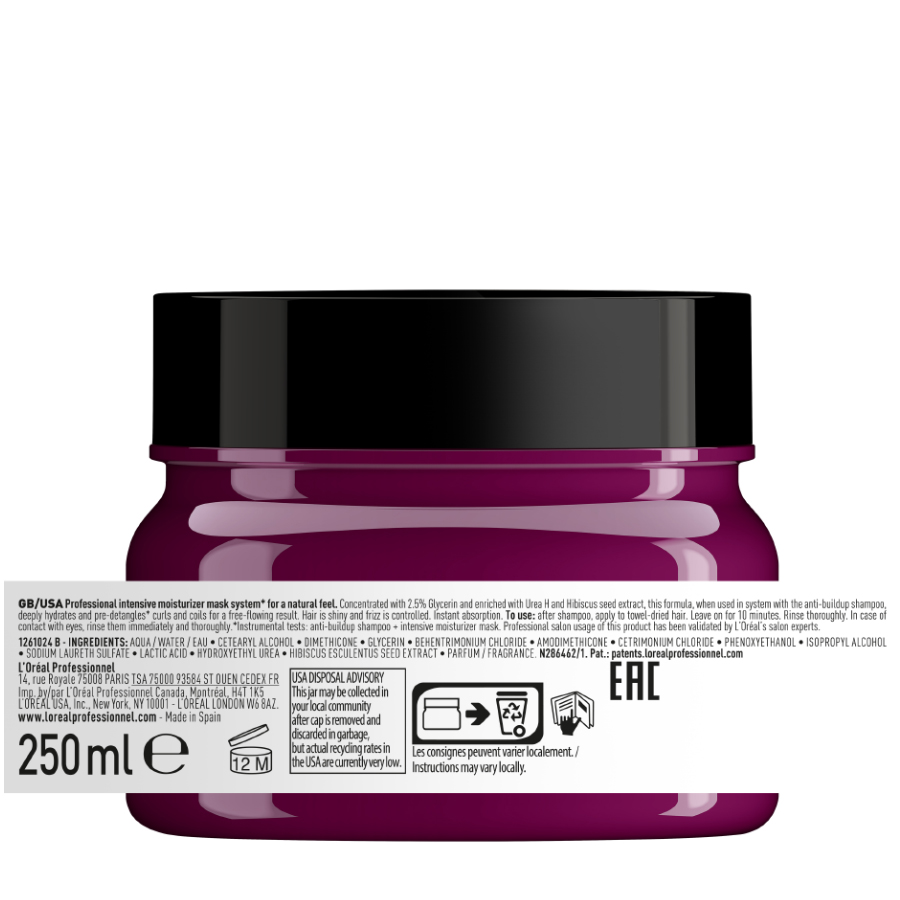 GB/USA Professional intensive moisturizer mask system* for a natural feel. Concentrated with 2.5% Glycerin and enriched with Urea H and Hibiscus seed extract, this formula, when used in system with the anti-buildup shampoo,
deeply hydrates and pre-detangles* curls and coils for a free-flowing result. Hair is shiny and frizz is controlled. Instant absorption. To use: after shampoo, apply to towel-dried hair. Leave on for 10 minutes. Rinse thoroughly. In case of
contact with eyes, rinse them immediately and thoroughly.*Instrumental tests: anti-buildup shampoo + intensive moisturizer mask. Professional salon usage of this product has been validated by L'Oréal´s salon experts.
1261024 B - INGREDIENTS: AQUA / WATER / EAU • CETEARYL ALCOHOL • DIMETHICONE • GLYCERIN • BEHENTRIMONIUM CHLORIDE • AMODIMETHICONE • CETRIMONIUM CHLORIDE • PHENOXYETHANOL • ISOPROPYL ALCOHOL
• SODIUM LAURETH SULFATE • LACTIC ACID • HYDROXYETHYL UREA • HIBISCUS ESCULENTUS SEED EXTRACT • PARFUM / FRAGRANCE. N286462/1. Pat.: patents.lorealprofessionnel.com
L'Oréal Professionnel
14, rue Royale 75008 PARIS TSA 75000 93584 ST OUEN CEDEX FR
Imp. by/par L'Oréal Professionnel Canada, Montréal, H4T 1K5
L'ORÉAL USA, Inc., New York, NY 10001 - L'ORÉAL LONDON W6 8AZ.
www.lorealprofessionnel.com - Made in Spain
250 ml ℮
12 M
USA DISPOSAL ADVISORY
This jar may be collected in
your local community
after cap is removed and
discarded in garbage,
but actual recycling rates in
the USA are currently very low.
Les consignes peuvent varier localement. /
Instructions may vary locally.
EAC